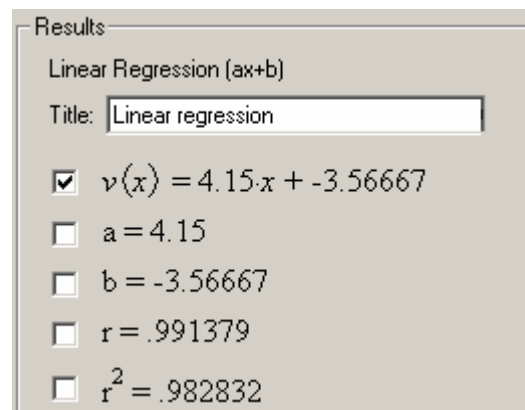 Results
Linear Regression (ax+b)
Title: Linear regression
v(x) = 4.15·x + -3.56667
a = 4.15
b = -3.56667
r = .991379
r² = .982832